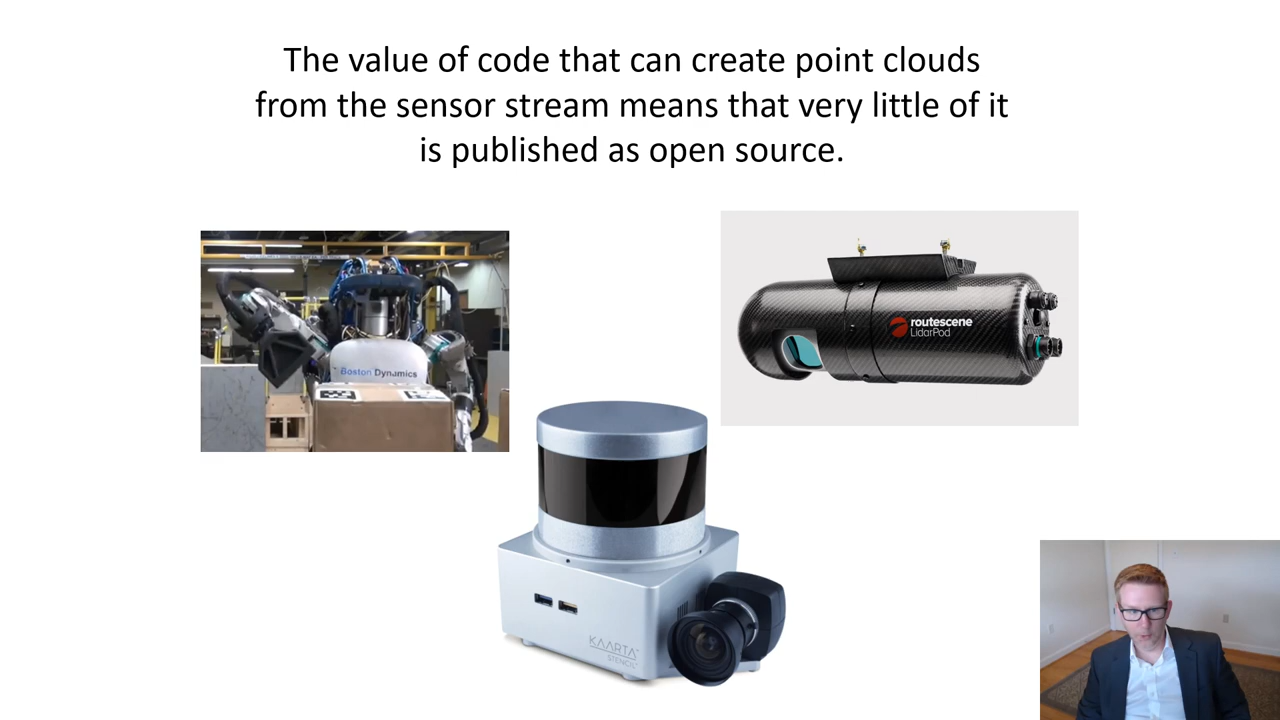 The value of code that can create point clouds
from the sensor stream means that very little of it
is published as open source.
Boston Dynamics
routescene
LidarPod
KAARTA
STENCIL